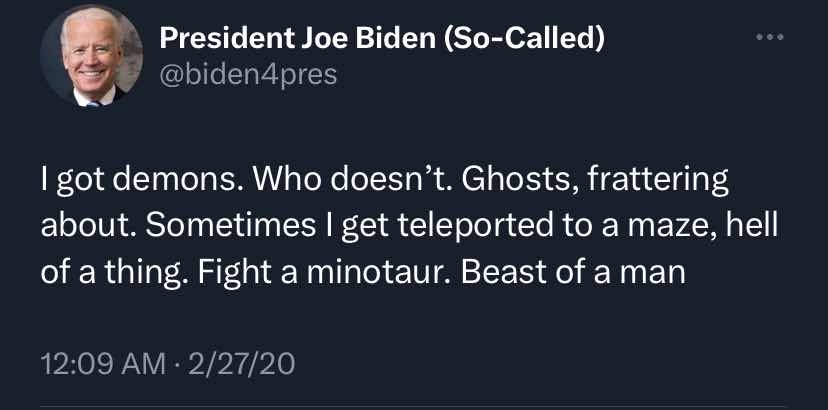 President Joe Biden (So-Called)
@biden4pres
I got demons. Who doesn’t. Ghosts, frattering
about. Sometimes I get teleported to a maze, hell
of a thing. Fight a minotaur. Beast of a man
12:09 AM · 2/27/20